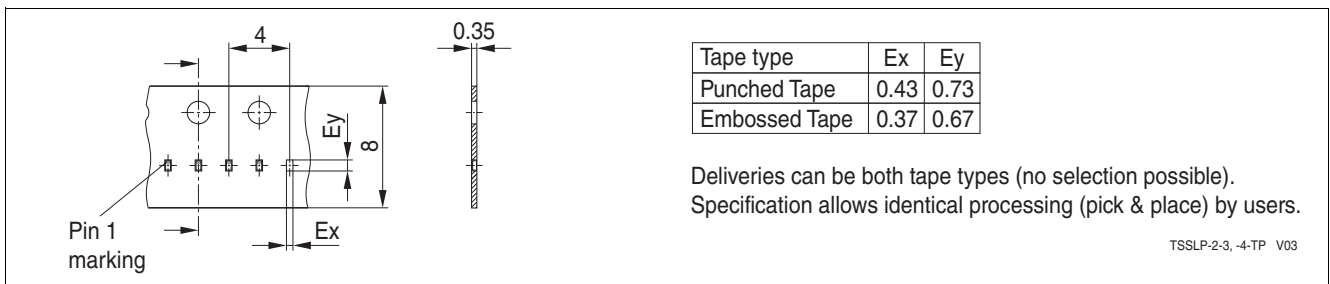 4
0.35
Ey
8
Pin 1
marking
Ex
Tape type Ex Ey
Punched Tape 0.43 0.73
Embossed Tape 0.37 0.67
Deliveries can be both tape types (no selection possible).
Specification allows identical processing (pick & place) by users.
TSSLP-2-3, -4-TP V03